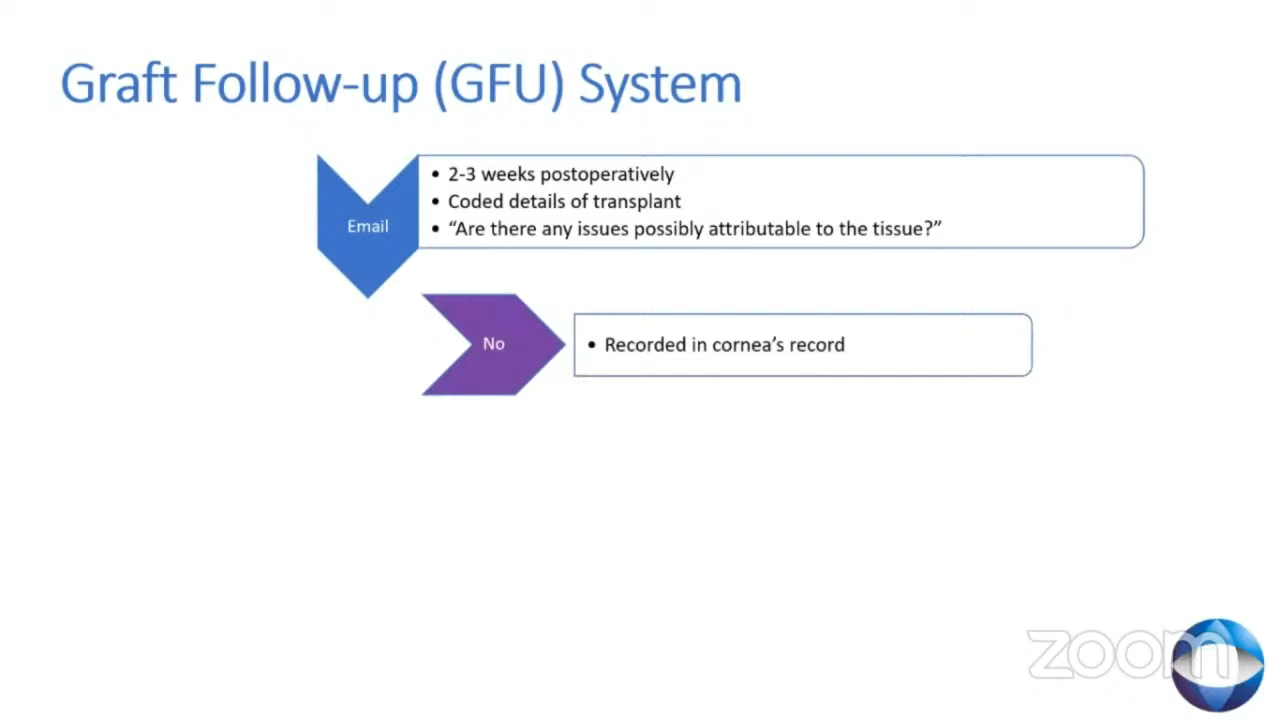 Graft Follow-up (GFU) System
Email
• 2-3 weeks postoperatively
• Coded details of transplant
• “Are there any issues possibly attributable to the tissue?”
No
• Recorded in cornea’s record
zoom